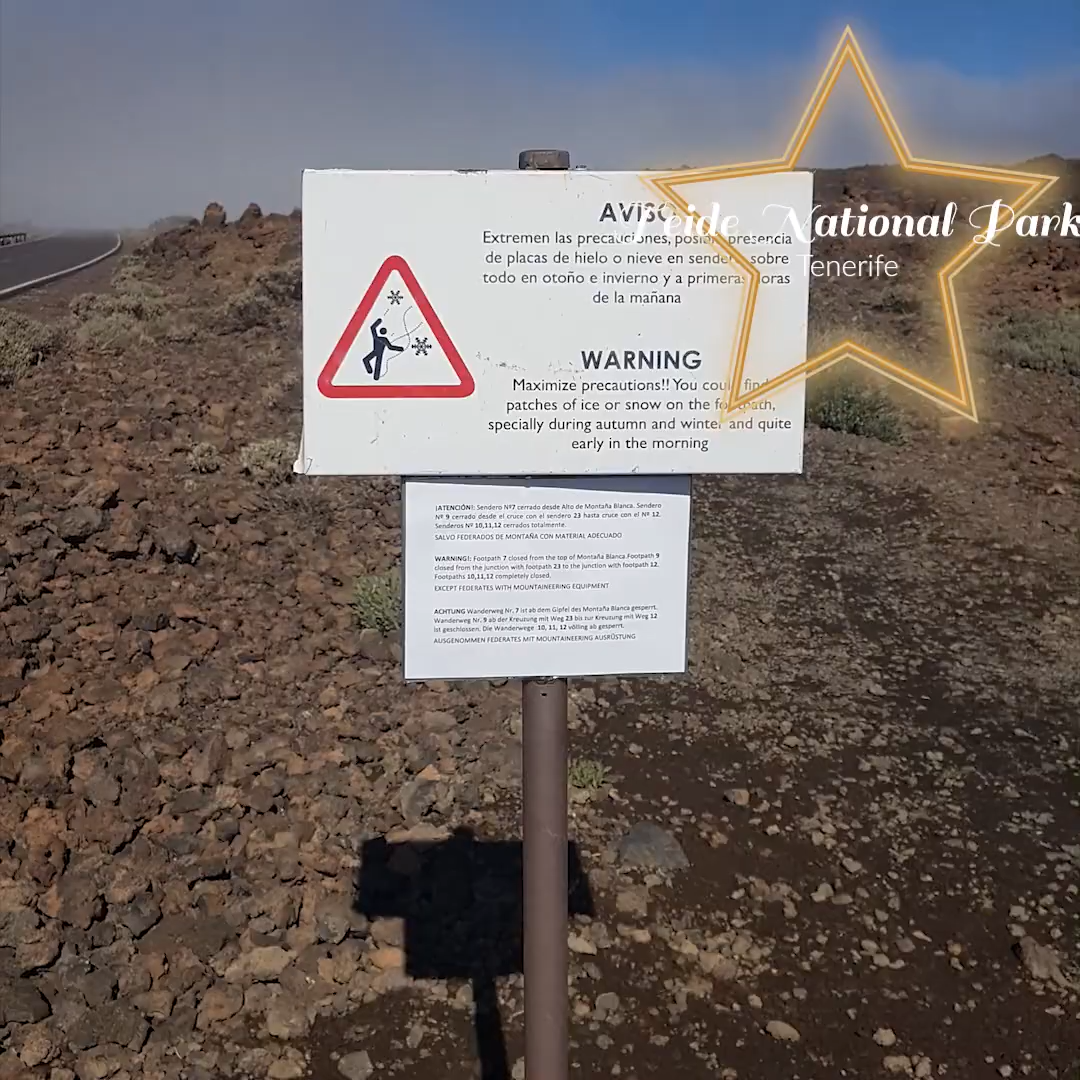 AVISO
Extremen las precauciones, posible presencia
de placas de hielo o nieve en sendero, sobre
todo en otoño e invierno y a primeras horas
de la mañana
WARNING
Maximize precautions!! You could find
patches of ice or snow on the footpath,
specially during autumn and winter and quite
early in the morning
Teide National Park
Tenerife
¡ATENCIÓN!: Sendero Nº7 cerrado desde Alto de Montaña Blanca. Sendero
Nº 9 cerrado desde el cruce con el sendero 23 hasta cruce con el Nº 12.
Senderos Nº 10,11,12 cerrados totalmente.
SALVO FEDERADOS DE MONTAÑA CON MATERIAL ADECUADO
WARNING!: Footpath 7 closed from the top of Montaña Blanca.Footpath 9
closed from the junction with footpath 23 to the junction with footpath 12.
Footpaths 10,11,12 completely closed.
EXCEPT FEDERATES WITH MOUNTAINEERING EQUIPMENT
ACHTUNG Wanderweg Nr. 7 ist ab dem Gipfel des Montaña Blanca gesperrt.
Wanderweg Nr. 9 ab der Kreuzung mit Weg 23 bis zur Kreuzung mit Weg 12
ist geschlossen. Die Wanderwege 10, 11, 12 völling ab gesperrt.
AUSGENOMMEN FEDERATES MIT MOUNTAINEERING AUSRÜSTUNG